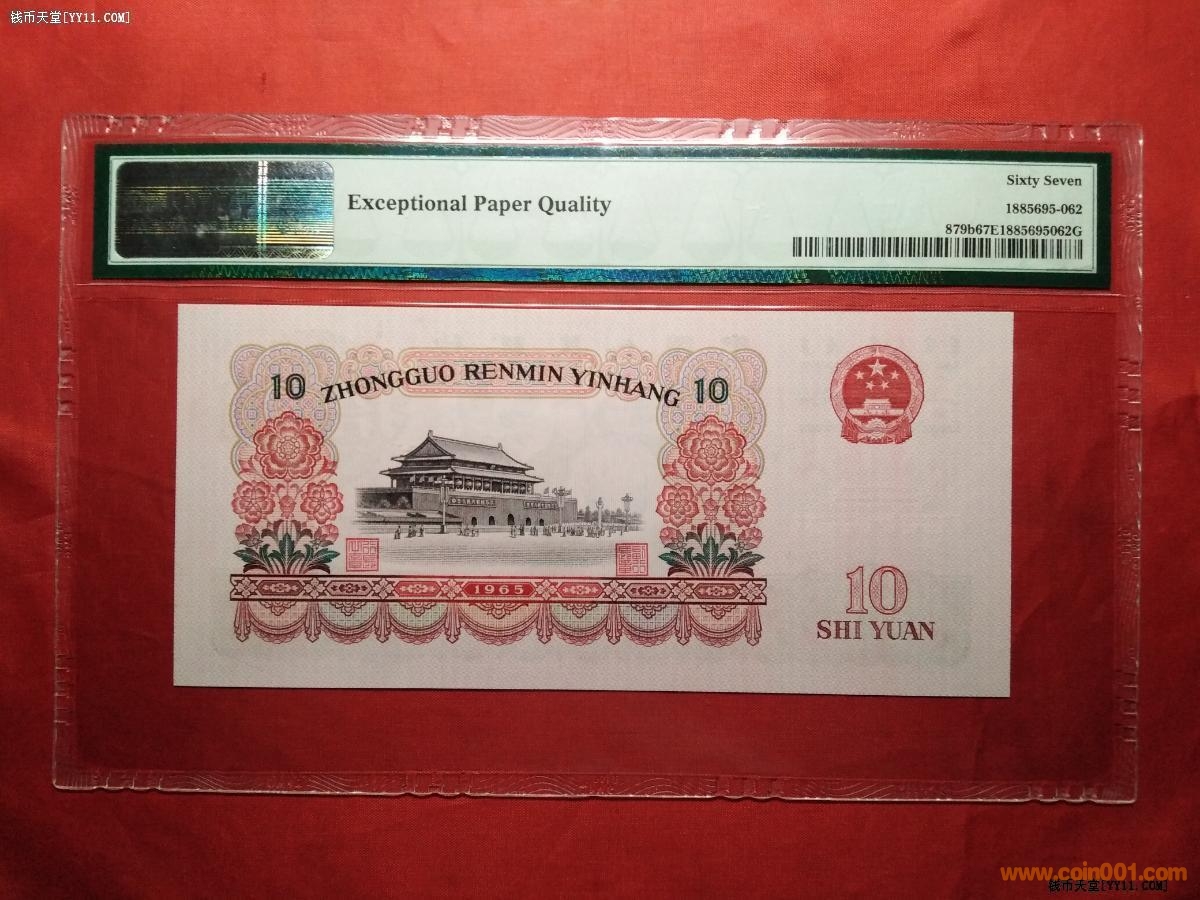 钱币天堂[YY11.COM]
Exceptional Paper Quality
Sixty Seven
1885695-062
879b67E1885695062G
10 ZHONGGUO RENMIN YINHANG 10
1965
10
SHI YUAN
www.coin001.com
钱币天堂[YY11.COM]